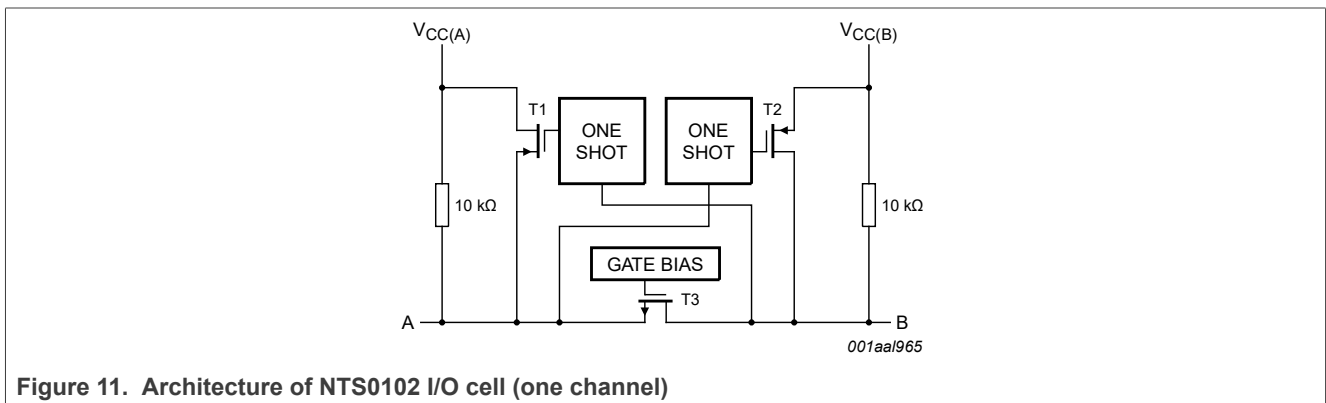 VCC(A)
VCC(B)
T1
T2
ONE
SHOT
ONE
SHOT
10 kΩ
10 kΩ
GATE BIAS
T3
A
B
001aal965
Figure 11. Architecture of NTS0102 I/O cell (one channel)